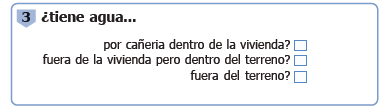 3 ¿tiene agua...
por cañeria dentro de la vivienda?
fuera de la vivienda pero dentro del terreno?
fuera del terreno?